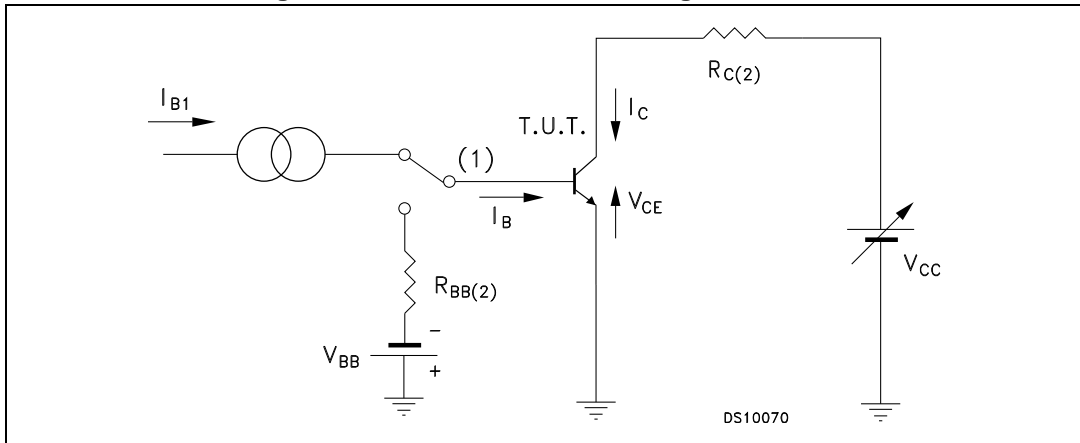 R_C(2)
I_B1
I_C
T.U.T.
(1)
I_B
V_CE
V_CC
R_BB(2)
−
V_BB
+
DS10070